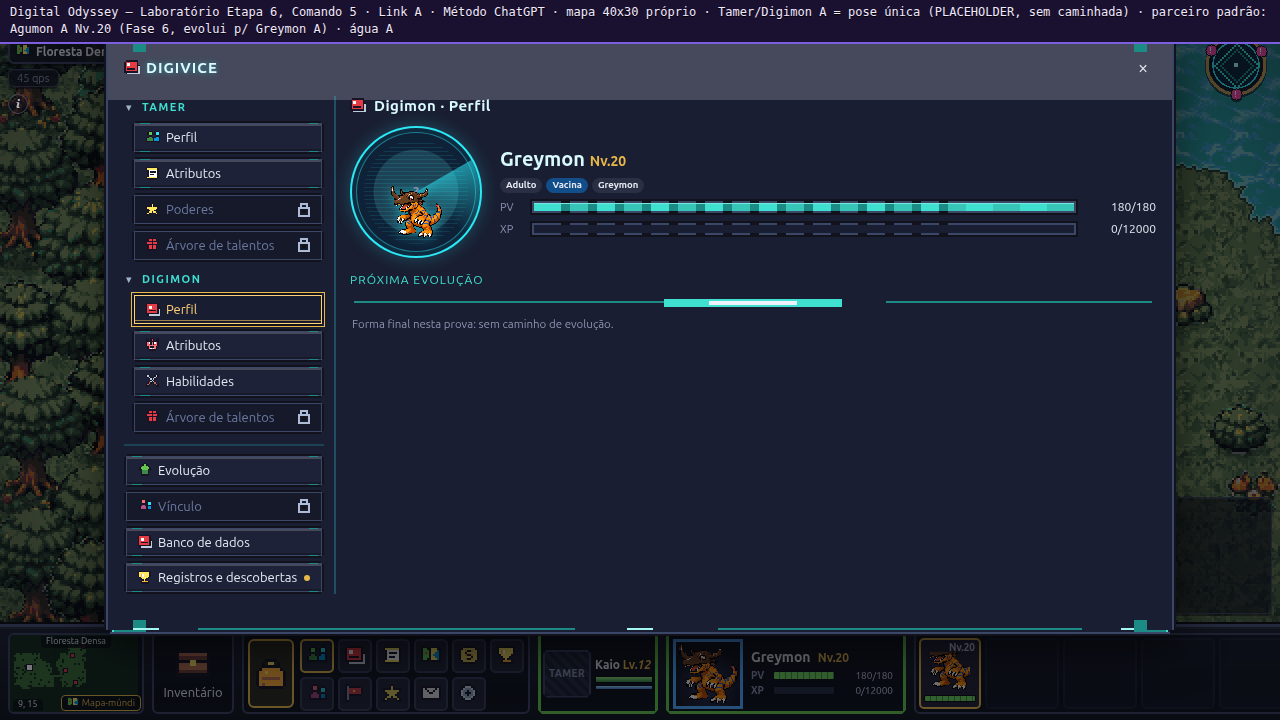 Digital Odyssey — Laboratório Etapa 6, Comando 5 · Link A · Método ChatGPT · mapa 40x30 próprio · Tamer/Digimon A = pose única (PLACEHOLDER, sem caminhada) · parceiro padrão:
Agumon A Nv.20 (Fase 6, evolui p/ Greymon A) · água A
Floresta Den
45 qps
i
DIGIVICE
×
TAMER
Perfil
Atributos
Poderes
Árvore de talentos
DIGIMON
Perfil
Atributos
Habilidades
Árvore de talentos
Evolução
Vínculo
Banco de dados
Registros e descobertas
Digimon · Perfil
Greymon Nv.20
Adulto Vacina Greymon
PV 180/180
XP 0/12000
PRÓXIMA EVOLUÇÃO
Forma final nesta prova: sem caminho de evolução.
Floresta Densa
9, 15
Mapa-múndi
Inventário
TAMER
Kaio Lv.12
Greymon Nv.20
PV 180/180
XP 0/12000
Nv.20